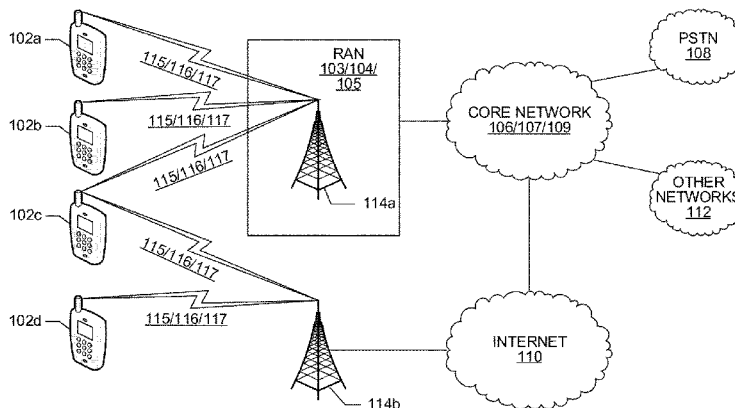 102a
115/116/117
RAN
103/104/
105
PSTN
108
102b
115/116/117
CORE NETWORK
106/107/109
115/116/117
102c
114a
OTHER
NETWORKS
112
115/116/117
102d
115/116/117
INTERNET
110
114b